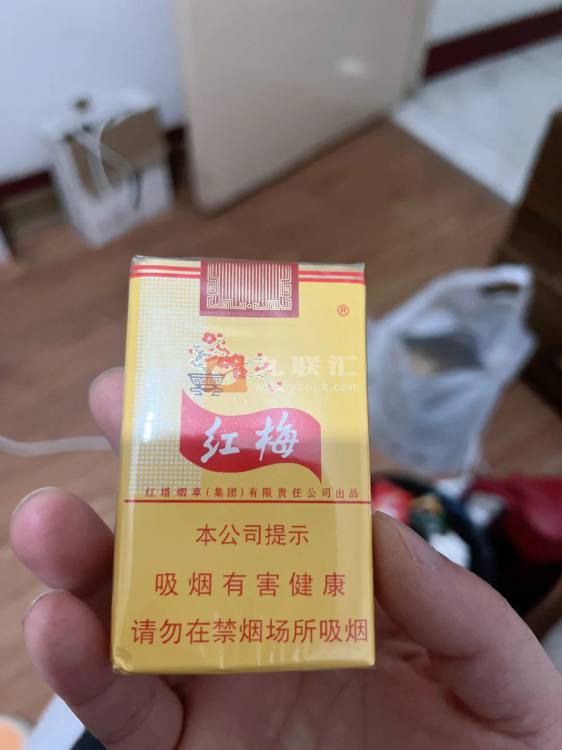 ®
红梅
红塔烟草(集团)有限责任公司出品
本公司提示
吸烟有害健康
请勿在禁烟场所吸烟